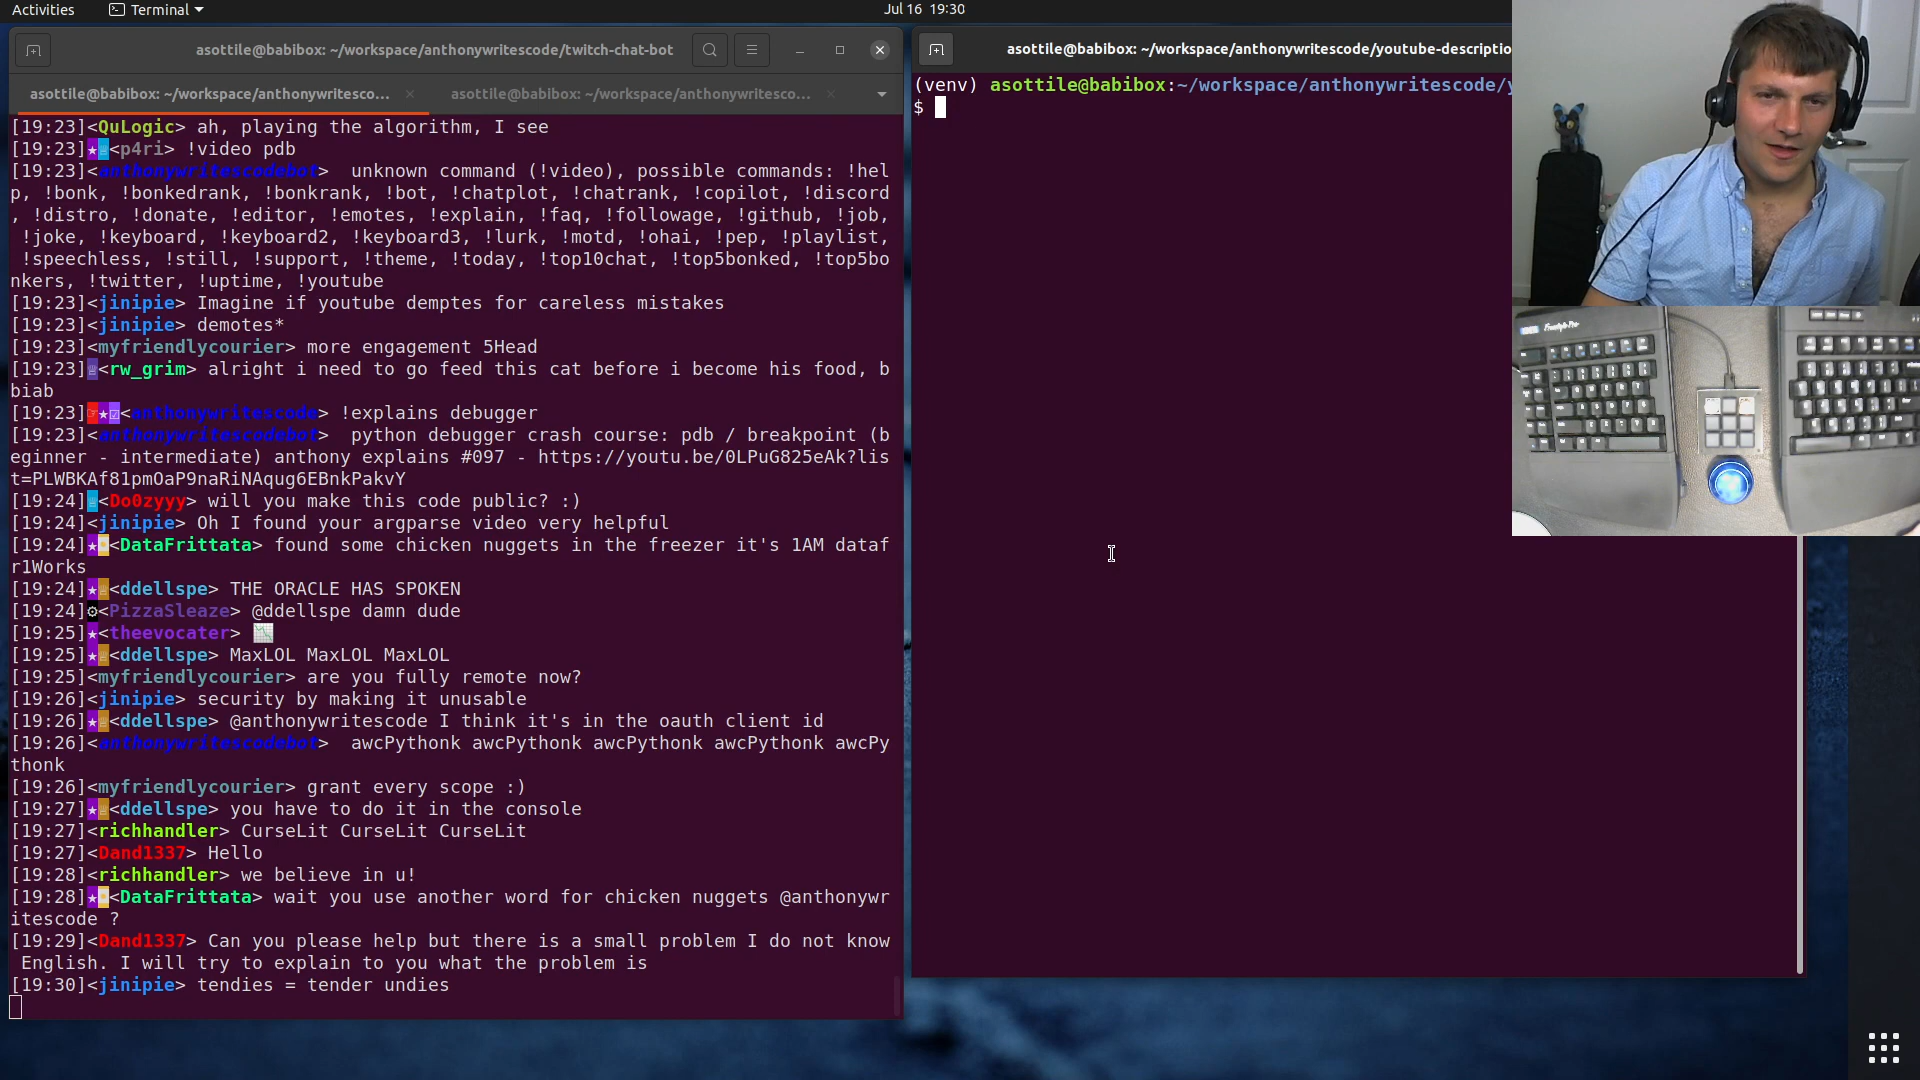 Activities Terminal Jul 16 19:30
asottile@babibox: ~/workspace/anthonywritescode/twitch-chat-bot
asottile@babibox: ~/workspace/anthonywritesco... asottile@babibox: ~/workspace/anthonywritesco...
[19:23]<QuLogic> ah, playing the algorithm, I see
[19:23]<p4ri> !video pdb
[19:23]<anthonywritescodebot> unknown command (!video), possible commands: !hel
p, !bonk, !bonkedrank, !bonkrank, !bot, !chatplot, !chatrank, !copilot, !discord
, !distro, !donate, !editor, !emotes, !explain, !faq, !followage, !github, !job,
!joke, !keyboard, !keyboard2, !keyboard3, !lurk, !motd, !ohai, !pep, !playlist,
!speechless, !still, !support, !theme, !today, !top10chat, !top5bonked, !top5bo
nkers, !twitter, !uptime, !youtube
[19:23]<jinipie> Imagine if youtube demptes for careless mistakes
[19:23]<jinipie> demotes*
[19:23]<myfriendlycourier> more engagement 5Head
[19:23]<rw_grim> alright i need to go feed this cat before i become his food, b
biab
[19:23]<anthonywritescode> !explains debugger
[19:23]<anthonywritescodebot> python debugger crash course: pdb / breakpoint (b
eginner - intermediate) anthony explains #097 - https://youtu.be/0LPuG825eAk?lis
t=PLWBKAf81pmOaP9naRiNAqug6EBnkPakvY
[19:24]<Do0zyyy> will you make this code public? :)
[19:24]<jinipie> Oh I found your argparse video very helpful
[19:24]<DataFrittata> found some chicken nuggets in the freezer it's 1AM dataf
r1Works
[19:24]<ddellspe> THE ORACLE HAS SPOKEN
[19:24]<PizzaSleaze> @ddellspe damn dude
[19:25]<theevocater>
[19:25]<ddellspe> MaxLOL MaxLOL MaxLOL
[19:25]<myfriendlycourier> are you fully remote now?
[19:26]<jinipie> security by making it unusable
[19:26]<ddellspe> @anthonywritescode I think it's in the oauth client id
[19:26]<anthonywritescodebot> awcPythonk awcPythonk awcPythonk awcPythonk awcPy
thonk
[19:26]<myfriendlycourier> grant every scope :)
[19:27]<ddellspe> you have to do it in the console
[19:27]<richhandler> CurseLit CurseLit CurseLit
[19:27]<Dand1337> Hello
[19:28]<richhandler> we believe in u!
[19:28]<DataFrittata> wait you use another word for chicken nuggets @anthonywr
itescode ?
[19:29]<Dand1337> Can you please help but there is a small problem I do not know
English. I will try to explain to you what the problem is
[19:30]<jinipie> tendies = tender undies
asottile@babibox: ~/workspace/anthonywritescode/youtube-descriptio
(venv) asottile@babibox:~/workspace/anthonywritescode/y
$
Freestyle Pro